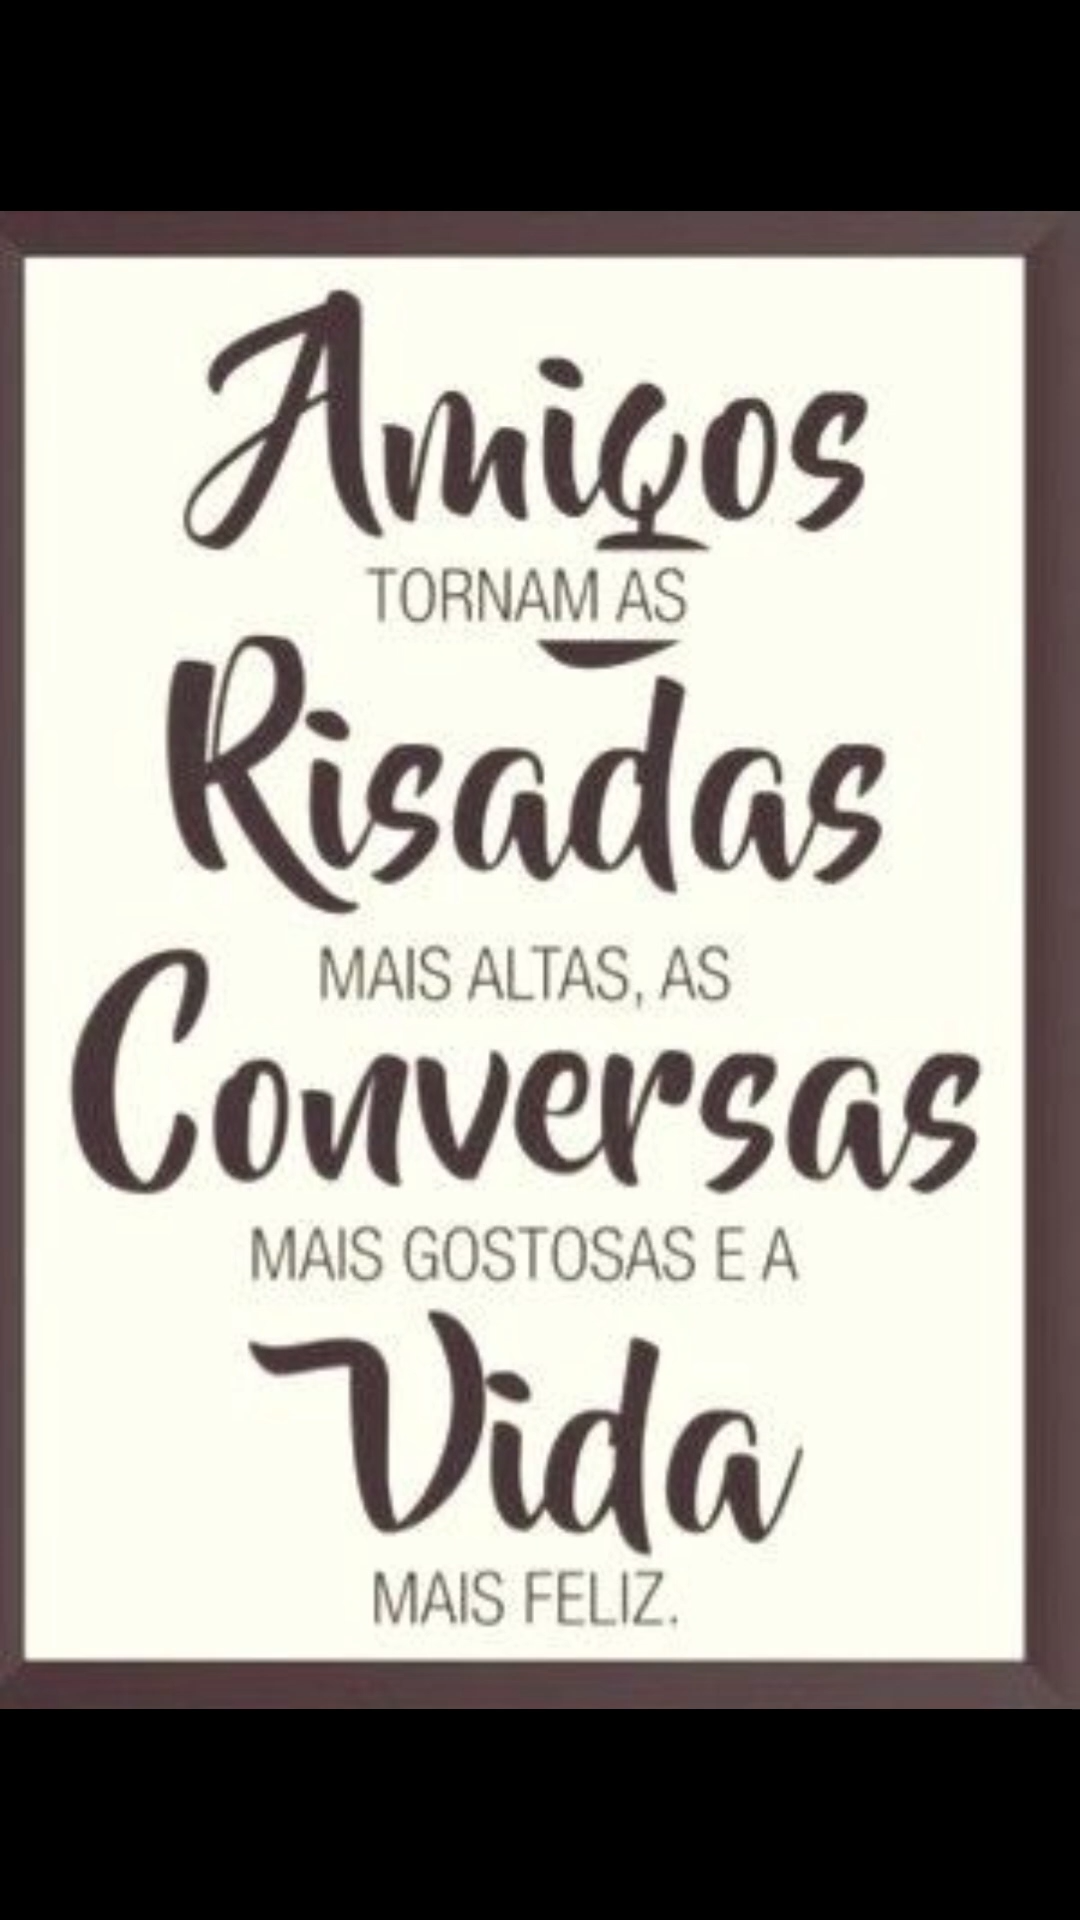 Amigos
TORNAM AS
Risadas
MAIS ALTAS, AS
Conversas
MAIS GOSTOSAS E A
Vida
MAIS FELIZ.